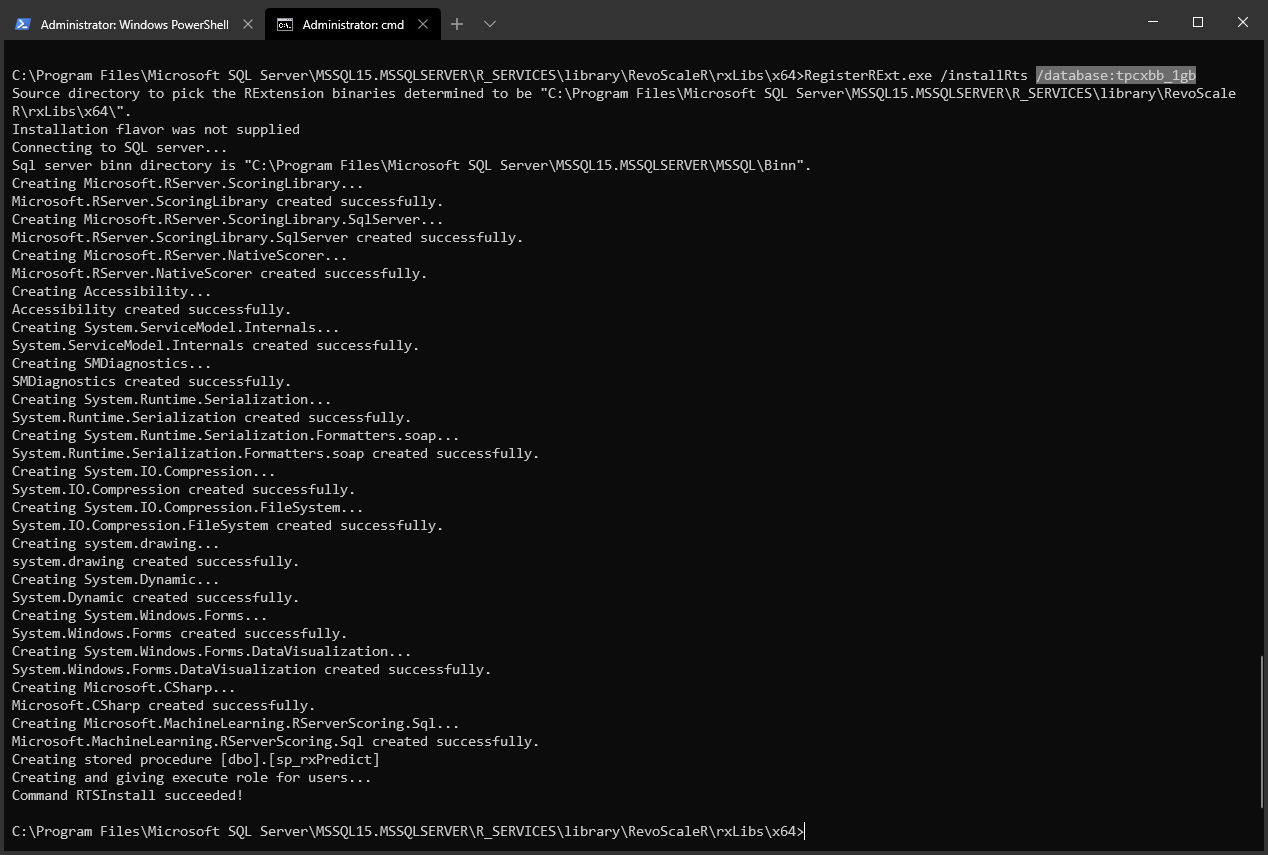 Administrator: Windows PowerShell
Administrator: cmd
C:\Program Files\Microsoft SQL Server\MSSQL15.MSSQLSERVER\R_SERVICES\library\RevoScaleR\rxLibs\x64>RegisterRExt.exe /installRts /database:tpcxbb_1gb
Source directory to pick the RExtension binaries determined to be "C:\Program Files\Microsoft SQL Server\MSSQL15.MSSQLSERVER\R_SERVICES\library\RevoScale
R\rxLibs\x64\".
Installation flavor was not supplied
Connecting to SQL server...
Sql server binn directory is "C:\Program Files\Microsoft SQL Server\MSSQL15.MSSQLSERVER\MSSQL\Binn".
Creating Microsoft.RServer.ScoringLibrary...
Microsoft.RServer.ScoringLibrary created successfully.
Creating Microsoft.RServer.ScoringLibrary.SqlServer...
Microsoft.RServer.ScoringLibrary.SqlServer created successfully.
Creating Microsoft.RServer.NativeScorer...
Microsoft.RServer.NativeScorer created successfully.
Creating Accessibility...
Accessibility created successfully.
Creating System.ServiceModel.Internals...
System.ServiceModel.Internals created successfully.
Creating SMDiagnostics...
SMDiagnostics created successfully.
Creating System.Runtime.Serialization...
System.Runtime.Serialization created successfully.
Creating System.Runtime.Serialization.Formatters.soap...
System.Runtime.Serialization.Formatters.soap created successfully.
Creating System.IO.Compression...
System.IO.Compression created successfully.
Creating System.IO.Compression.FileSystem...
System.IO.Compression.FileSystem created successfully.
Creating system.drawing...
system.drawing created successfully.
Creating System.Dynamic...
System.Dynamic created successfully.
Creating System.Windows.Forms...
System.Windows.Forms created successfully.
Creating System.Windows.Forms.DataVisualization...
System.Windows.Forms.DataVisualization created successfully.
Creating Microsoft.CSharp...
Microsoft.CSharp created successfully.
Creating Microsoft.MachineLearning.RServerScoring.Sql...
Microsoft.MachineLearning.RServerScoring.Sql created successfully.
Creating stored procedure [dbo].[sp_rxPredict]
Creating and giving execute role for users...
Command RTSInstall succeeded!
C:\Program Files\Microsoft SQL Server\MSSQL15.MSSQLSERVER\R_SERVICES\library\RevoScaleR\rxLibs\x64>